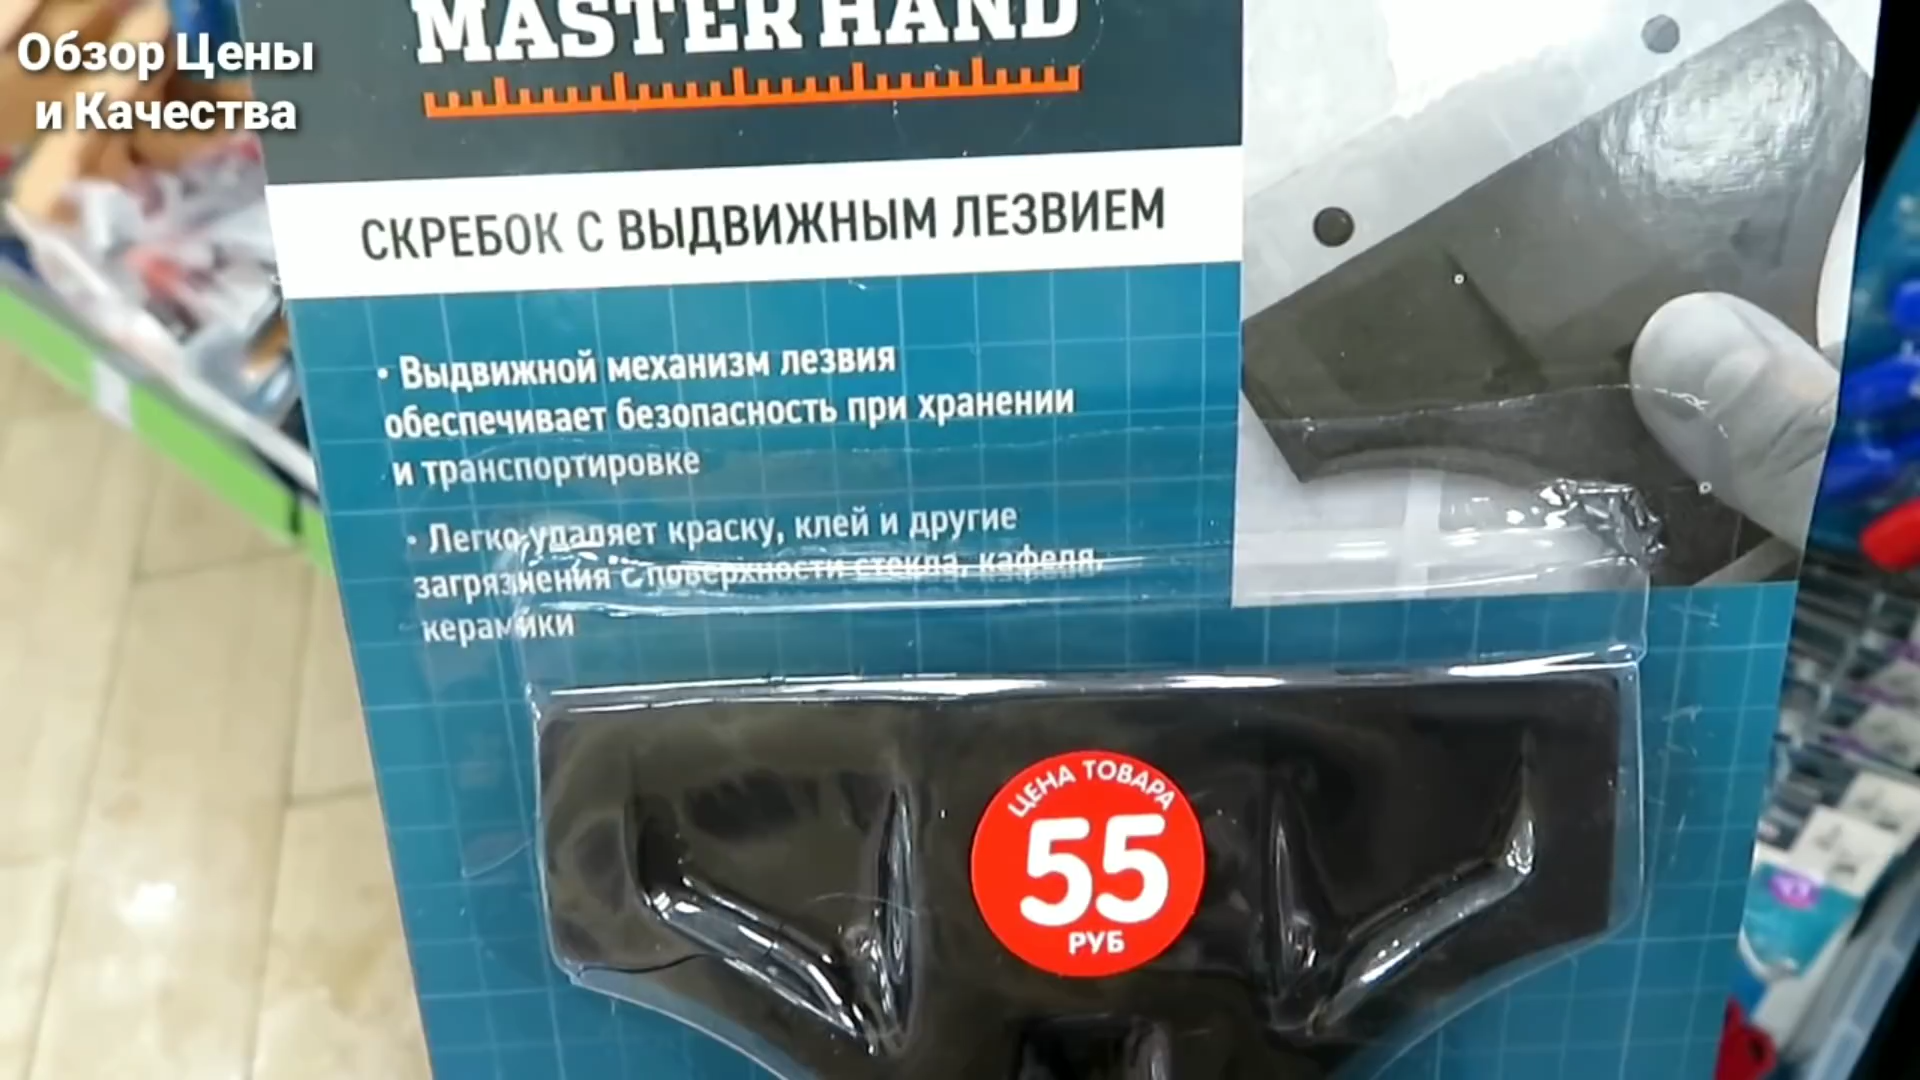 Обзор Цены
и Качества
MASTER HAND
СКРЕБОК С ВЫДВИЖНЫМ ЛЕЗВИЕМ
• Выдвижной механизм лезвия
обеспечивает безопасность при хранении
и транспортировке
• Легко удаляет краску, клей и другие
загрязнения с поверхности стекла, кафеля,
керамики
ЦЕНА ТОВАРА
55
РУБ